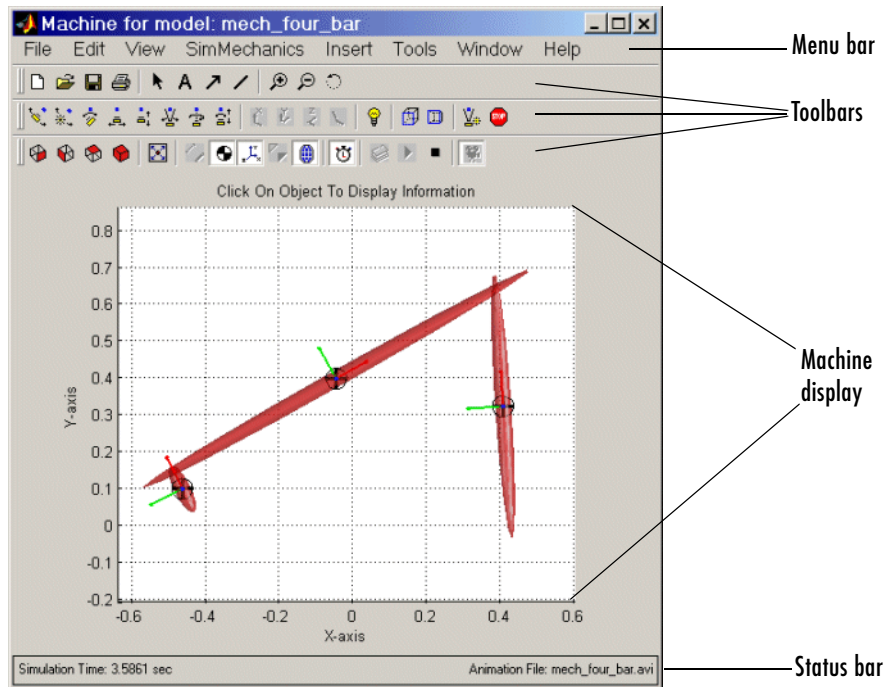 Machine for model: mech_four_bar
File Edit View SimMechanics Insert Tools Window Help
Menu bar
A
Toolbars
STOP
Click On Object To Display Information
0.8
0.7
0.6
0.5
0.4
0.3
0.2
0.1
0
-0.1
-0.2
Y-axis
-0.6 -0.4 -0.2 0 0.2 0.4 0.6
X-axis
Machine
display
Simulation Time: 3.5861 sec
Animation File: mech_four_bar.avi
Status bar